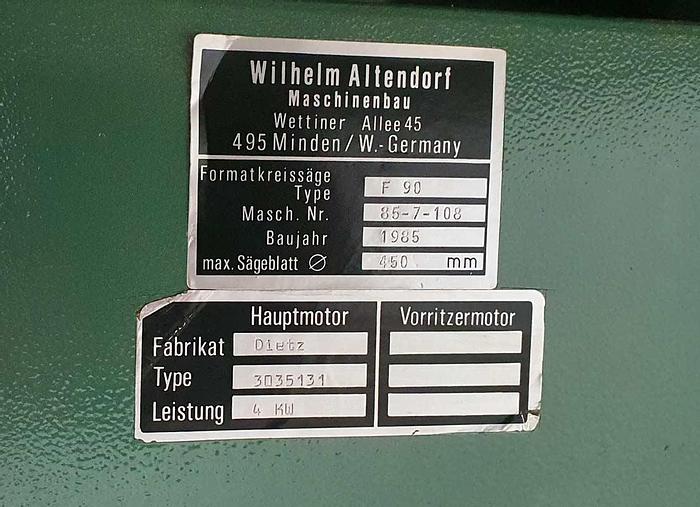 Wilhelm Altendorf
Maschinenbau
Wettiner Allee 45
495 Minden / W.-Germany
Formatkreissäge
Type F 90
Masch. Nr. 85-7-108
Baujahr 1985
max. Sägeblatt ∅ 450 mm
Hauptmotor Vorritzermotor
Fabrikat Dietz
Type 3035131
Leistung 4 KW